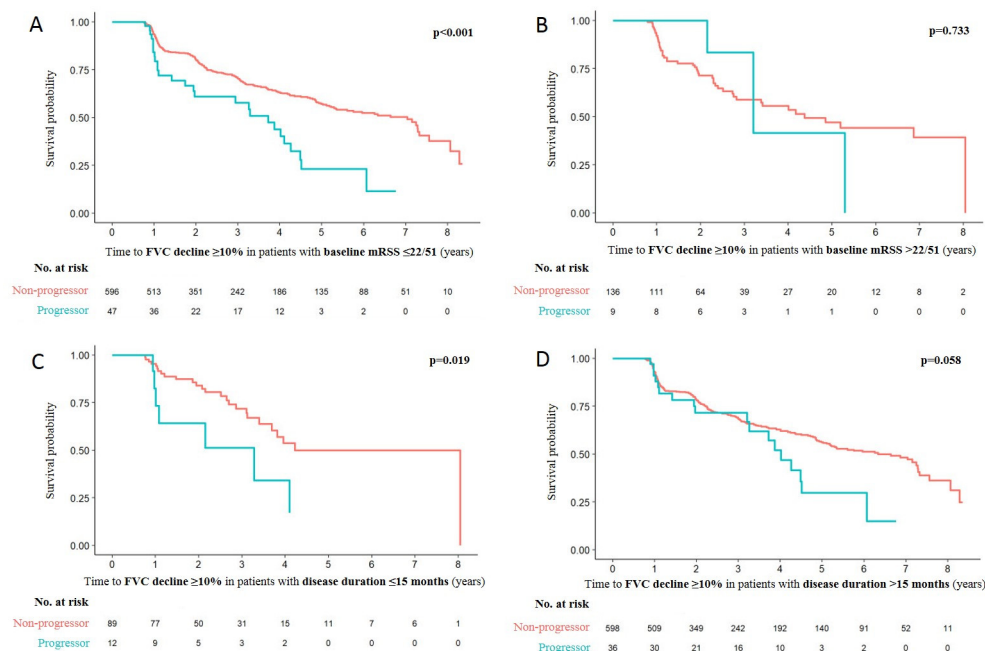 A
p<0.001
Survival probability
1.00
0.75
0.50
0.25
0.00
0 1 2 3 4 5 6 7 8
Time to FVC decline ≥10% in patients with baseline mRSS ≤22/51 (years)
No. at risk
Non-progressor 596 513 351 242 186 135 88 51 10
Progressor 47 36 22 17 12 3 2 0 0
B
p=0.733
Survival probability
1.00
0.75
0.50
0.25
0.00
0 1 2 3 4 5 6 7 8
Time to FVC decline ≥10% in patients with baseline mRSS >22/51 (years)
No. at risk
Non-progressor 136 111 64 39 27 20 12 8 2
Progressor 9 8 6 3 1 1 0 0 0
C
p=0.019
Survival probability
1.00
0.75
0.50
0.25
0.00
0 1 2 3 4 5 6 7 8
Time to FVC decline ≥10% in patients with disease duration ≤15 months (years)
No. at risk
Non-progressor 89 77 50 31 15 11 7 6 1
Progressor 12 9 5 3 2 0 0 0 0
D
p=0.058
Survival probability
1.00
0.75
0.50
0.25
0.00
0 1 2 3 4 5 6 7 8
Time to FVC decline ≥10% in patients with disease duration >15 months (years)
No. at risk
Non-progressor 598 509 349 242 192 140 91 52 11
Progressor 36 30 21 16 10 3 2 0 0